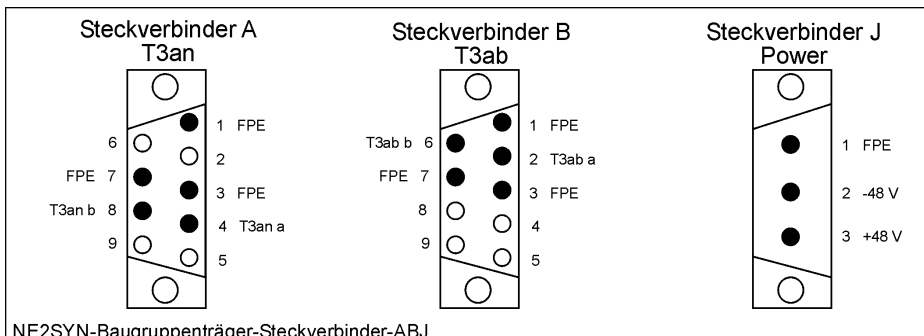 Steckverbinder A
T3an
1 FPE
6
2
FPE 7
3 FPE
T3an b 8
4 T3an a
9
5
Steckverbinder B
T3ab
1 FPE
T3ab b 6
2 T3ab a
FPE 7
3 FPE
8
4
9
5
Steckverbinder J
Power
1 FPE
2 -48 V
3 +48 V
NE2SYN-Baugruppenträger-Steckverbinder-ABJ